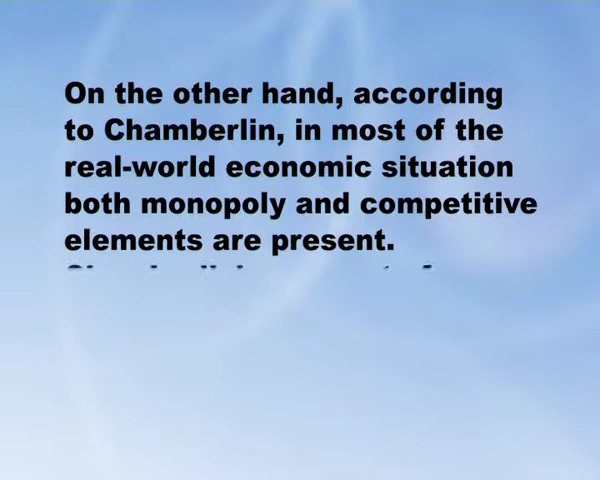 On the other hand, according
to Chamberlin, in most of the
real-world economic situation
both monopoly and competitive
elements are present.